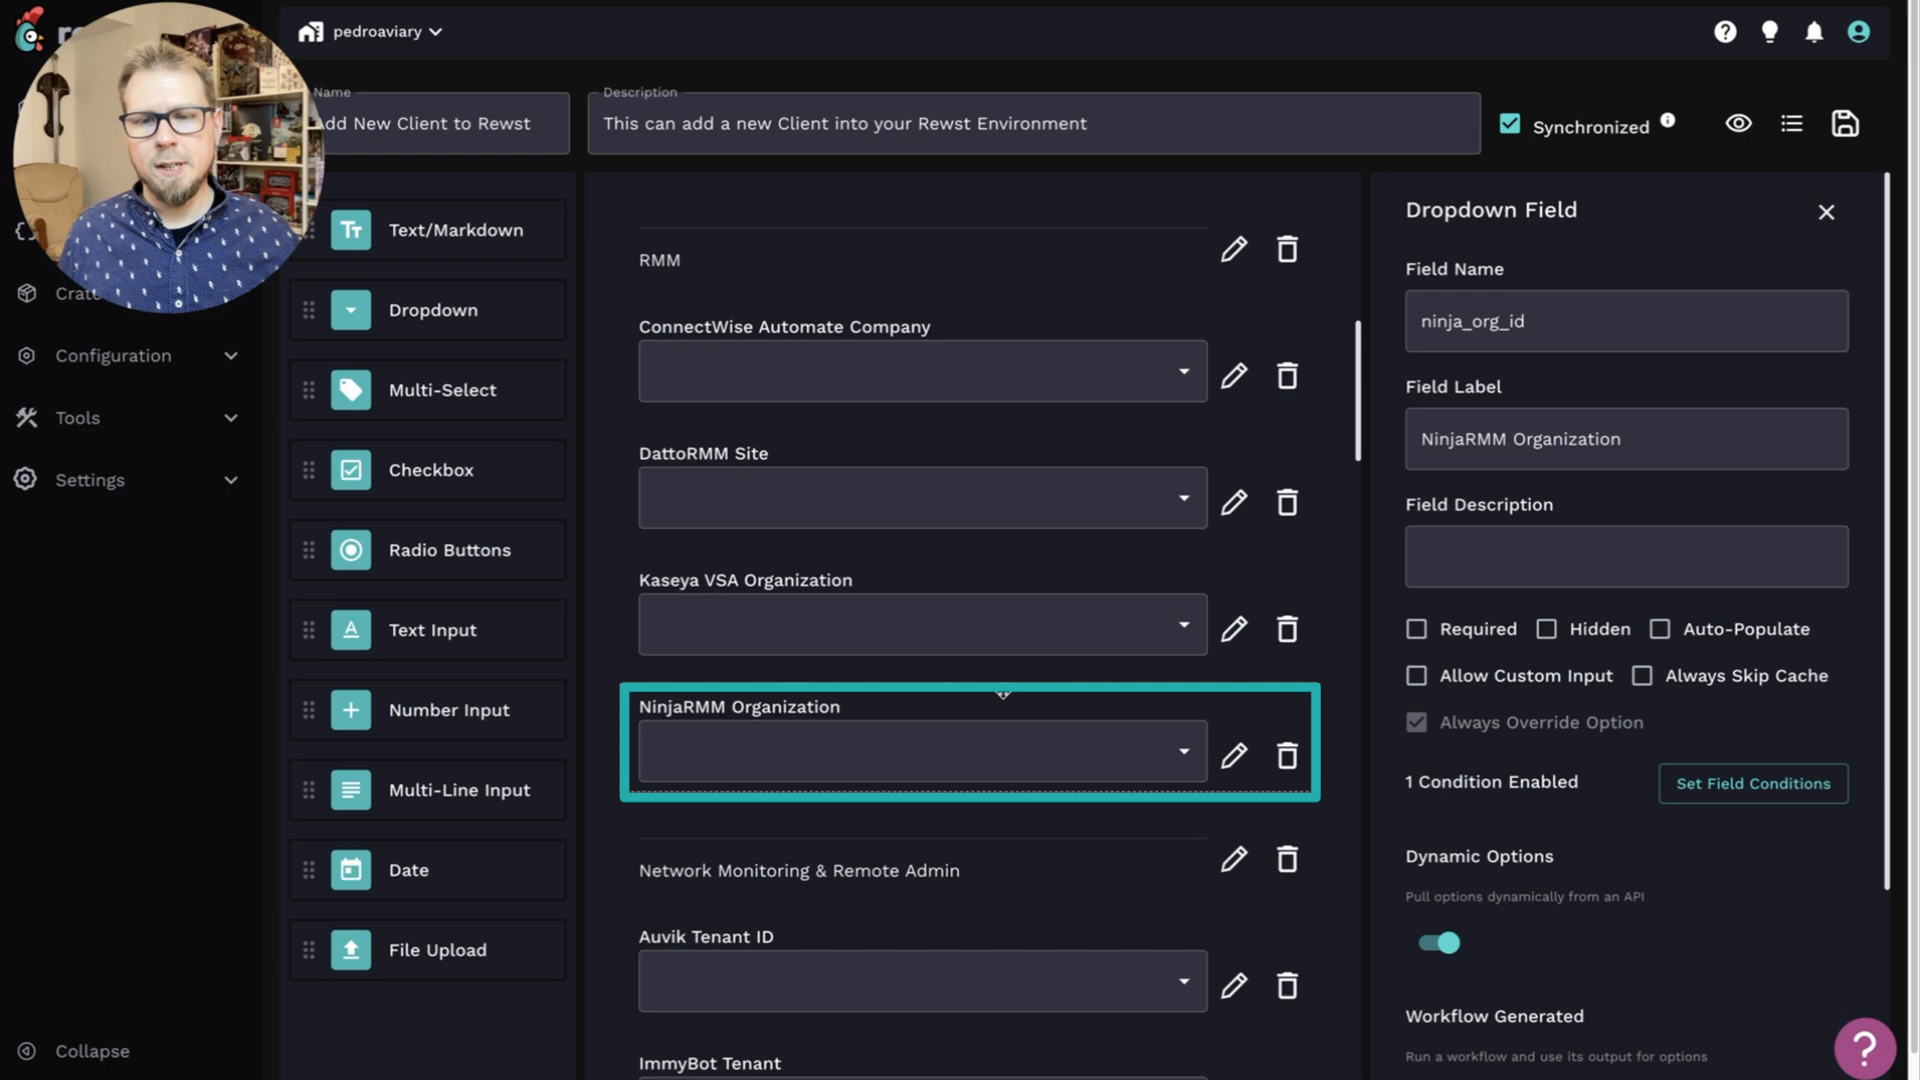 pedroaviary
Name
Add New Client to Rewst
Description
This can add a new Client into your Rewst Environment
Synchronized
Text/Markdown
Dropdown
Multi-Select
Checkbox
Radio Buttons
Text Input
Number Input
Multi-Line Input
Date
File Upload
Configuration
Tools
Settings
Collapse
RMM
ConnectWise Automate Company
DattoRMM Site
Kaseya VSA Organization
NinjaRMM Organization
Network Monitoring & Remote Admin
Auvik Tenant ID
ImmyBot Tenant
Dropdown Field
Field Name
ninja_org_id
Field Label
NinjaRMM Organization
Field Description
Required Hidden Auto-Populate
Allow Custom Input Always Skip Cache
Always Override Option
1 Condition Enabled Set Field Conditions
Dynamic Options
Pull options dynamically from an API
Workflow Generated
Run a workflow and use its output for options